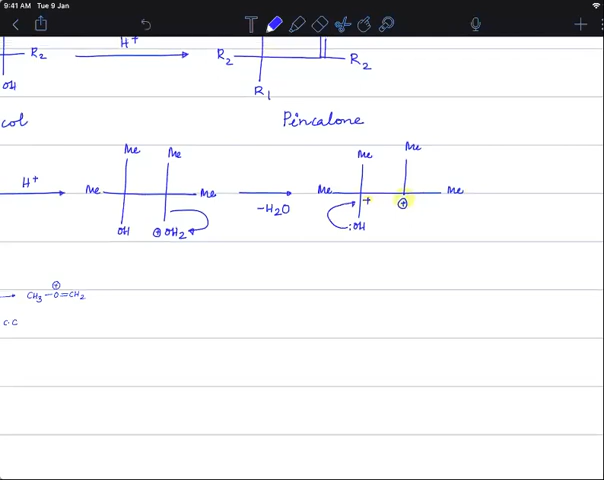 9:41 AM Tue 9 Jan
H+
R2
OH
R2
R1
R2
col
Pincalone
H+
Me
Me
Me
Me
OH
⊕OH2
-H2O
Me
Me
Me
Me
+
⊕
:OH
⊕
CH3-O=CH2
C.C